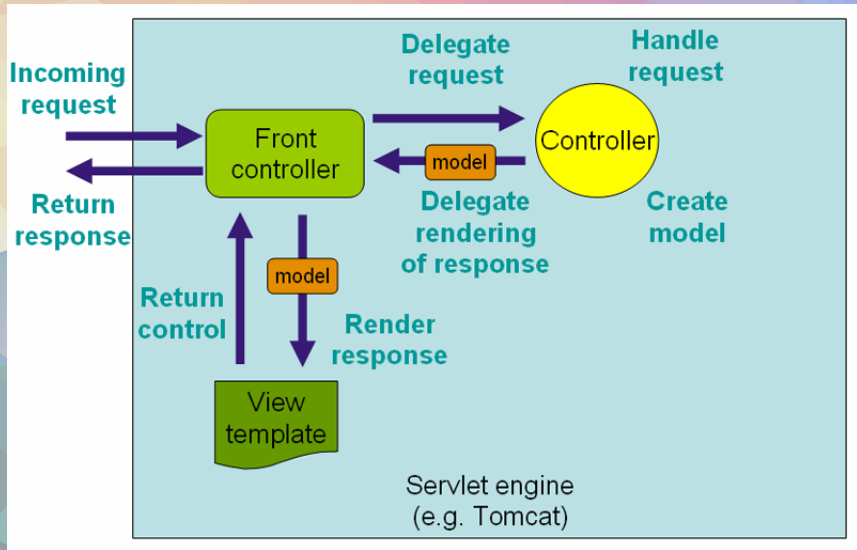 Incoming
request
Return
response
Delegate
request
Handle
request
Front
controller
Controller
model
Delegate
rendering
of response
Create
model
model
Return
control
Render
response
View
template
Servlet engine
(e.g. Tomcat)